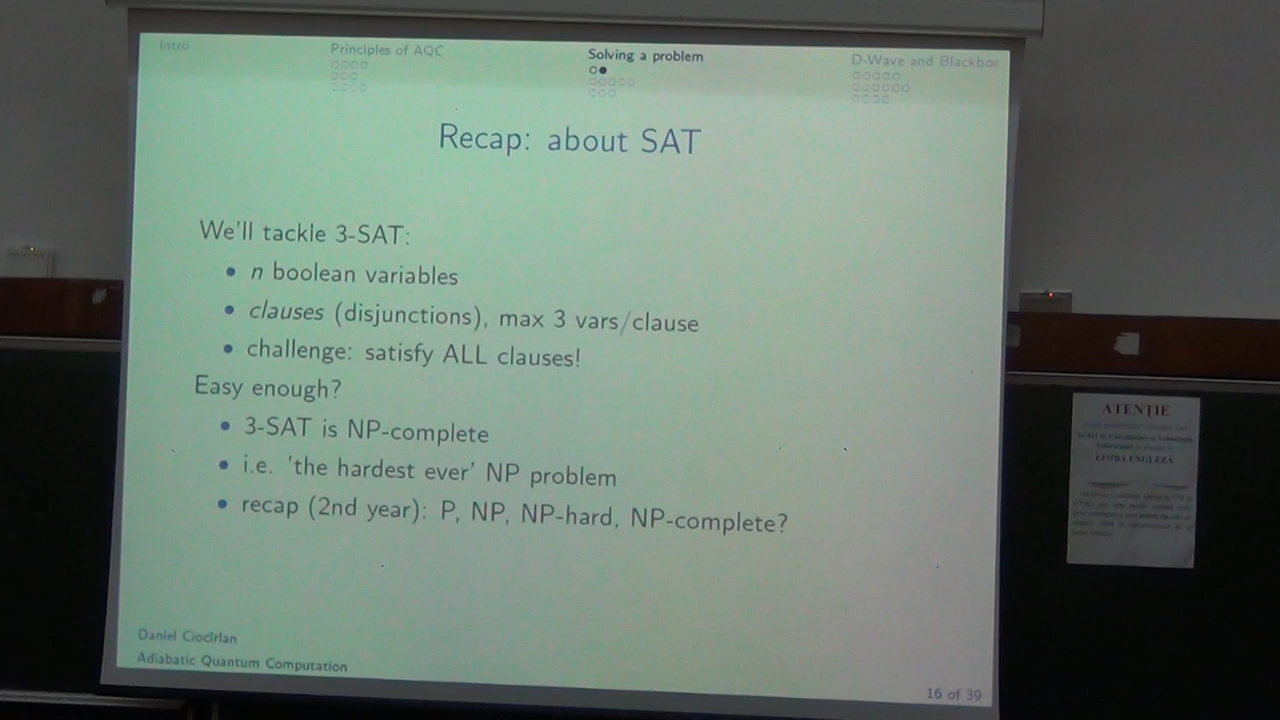 Intro
Principles of AQC
Solving a problem
D-Wave and Blackbox
Recap: about SAT
We'll tackle 3-SAT:
• n boolean variables
• clauses (disjunctions), max 3 vars/clause
• challenge: satisfy ALL clauses!
Easy enough?
• 3-SAT is NP-complete
• i.e. 'the hardest ever' NP problem
• recap (2nd year): P, NP, NP-hard, NP-complete?
Daniel Ciocîrlan
Adiabatic Quantum Computation
16 of 39
ATENȚIE
LIMBA ENGLEZA